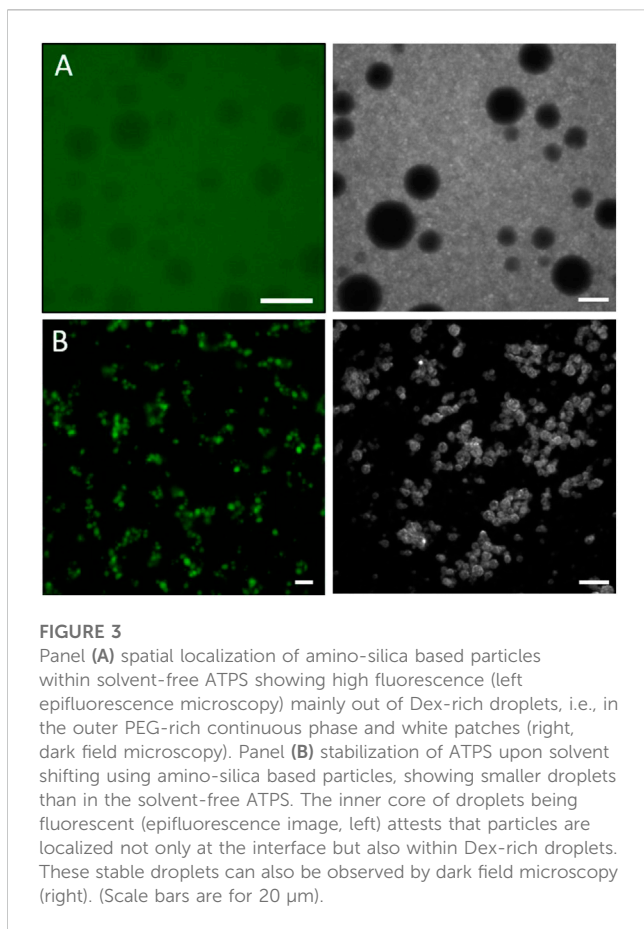 A
B
FIGURE 3
Panel (A) spatial localization of amino-silica based particles
within solvent-free ATPS showing high fluorescence (left
epifluorescence microscopy) mainly out of Dex-rich droplets, i.e., in
the outer PEG-rich continuous phase and white patches (right,
dark field microscopy). Panel (B) stabilization of ATPS upon solvent
shifting using amino-silica based particles, showing smaller droplets
than in the solvent-free ATPS. The inner core of droplets being
fluorescent (epifluorescence image, left) attests that particles are
localized not only at the interface but also within Dex-rich droplets.
These stable droplets can also be observed by dark field microscopy
(right). (Scale bars are for 20 μm).